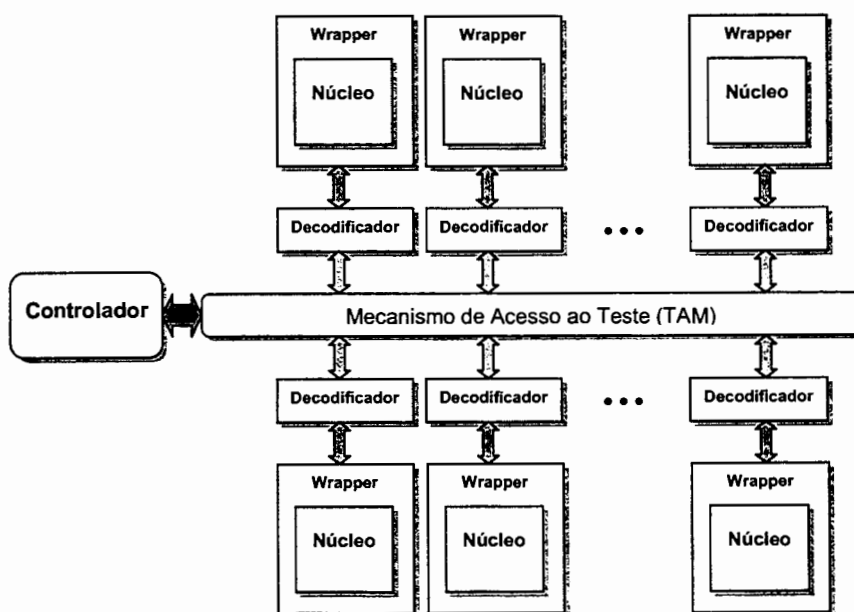 Wrapper Wrapper Wrapper
Núcleo Núcleo Núcleo
Decodificador Decodificador ••• Decodificador
Controlador Mecanismo de Acesso ao Teste (TAM)
Decodificador Decodificador ••• Decodificador
Wrapper Wrapper Wrapper
Núcleo Núcleo Núcleo